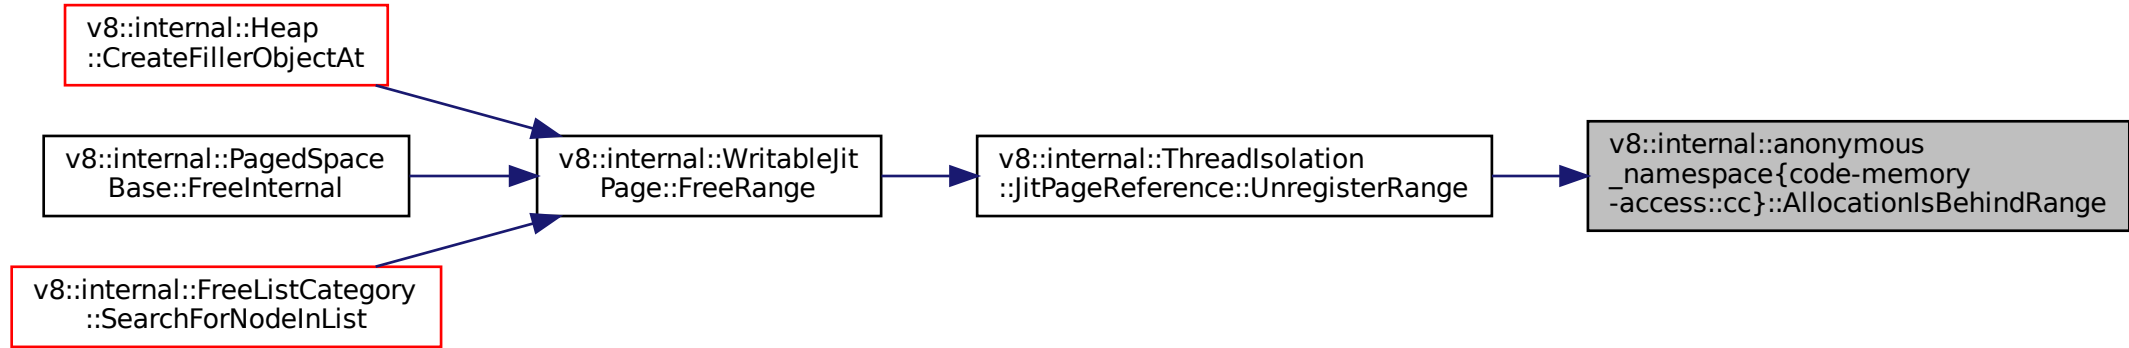 v8::internal::Heap
::CreateFillerObjectAt
v8::internal::PagedSpace
Base::FreeInternal
v8::internal::FreeListCategory
::SearchForNodeInList
v8::internal::WritableJit
Page::FreeRange
v8::internal::ThreadIsolation
::JitPageReference::UnregisterRange
v8::internal::anonymous
_namespace{code-memory
-access::cc}::AllocationIsBehindRange